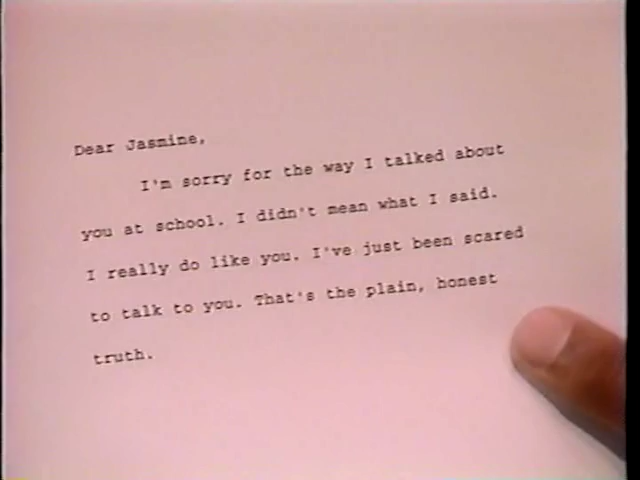 Dear Jasmine,
I'm sorry for the way I talked about
you at school. I didn't mean what I said.
I really do like you. I've just been scared
to talk to you. That's the plain, honest
truth.